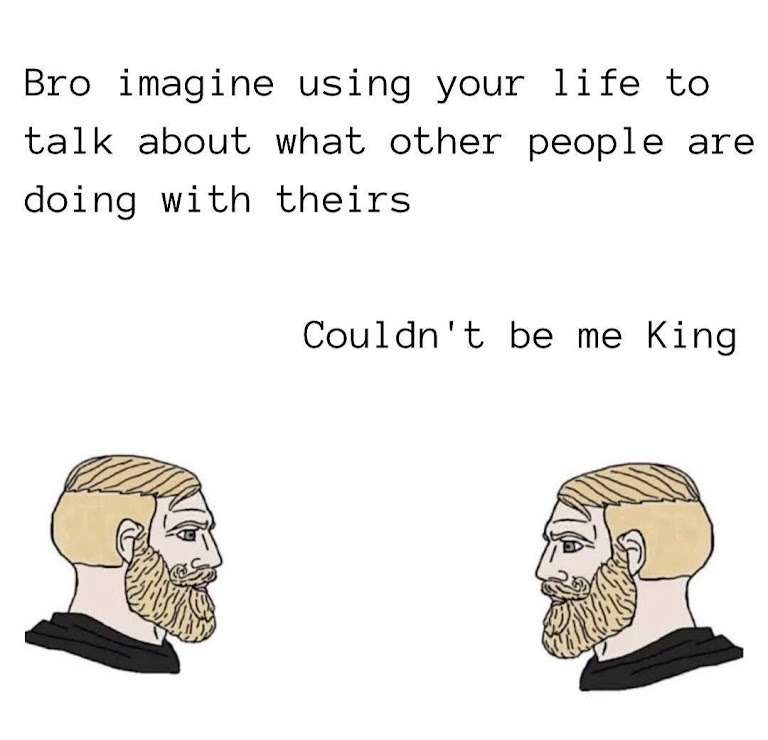 Bro imagine using your life to
talk about what other people are
doing with theirs
Couldn't be me King